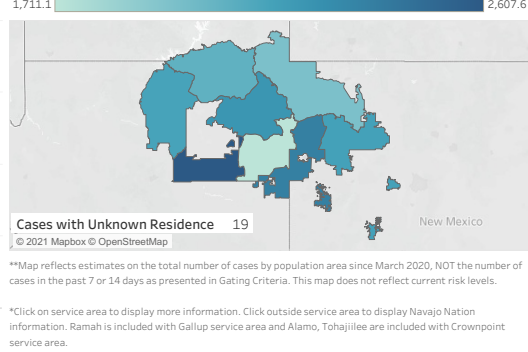 1,711.1 2,607.6
New Mexico
Cases with Unknown Residence 19
© 2021 Mapbox © OpenStreetMap
**Map reflects estimates on the total number of cases by population area since March 2020, NOT the number of
cases in the past 7 or 14 days as presented in Gating Criteria. This map does not reflect current risk levels.
*Click on service area to display more information. Click outside service area to display Navajo Nation
information. Ramah is included with Gallup service area and Alamo, Tohajiilee are included with Crownpoint
service area.